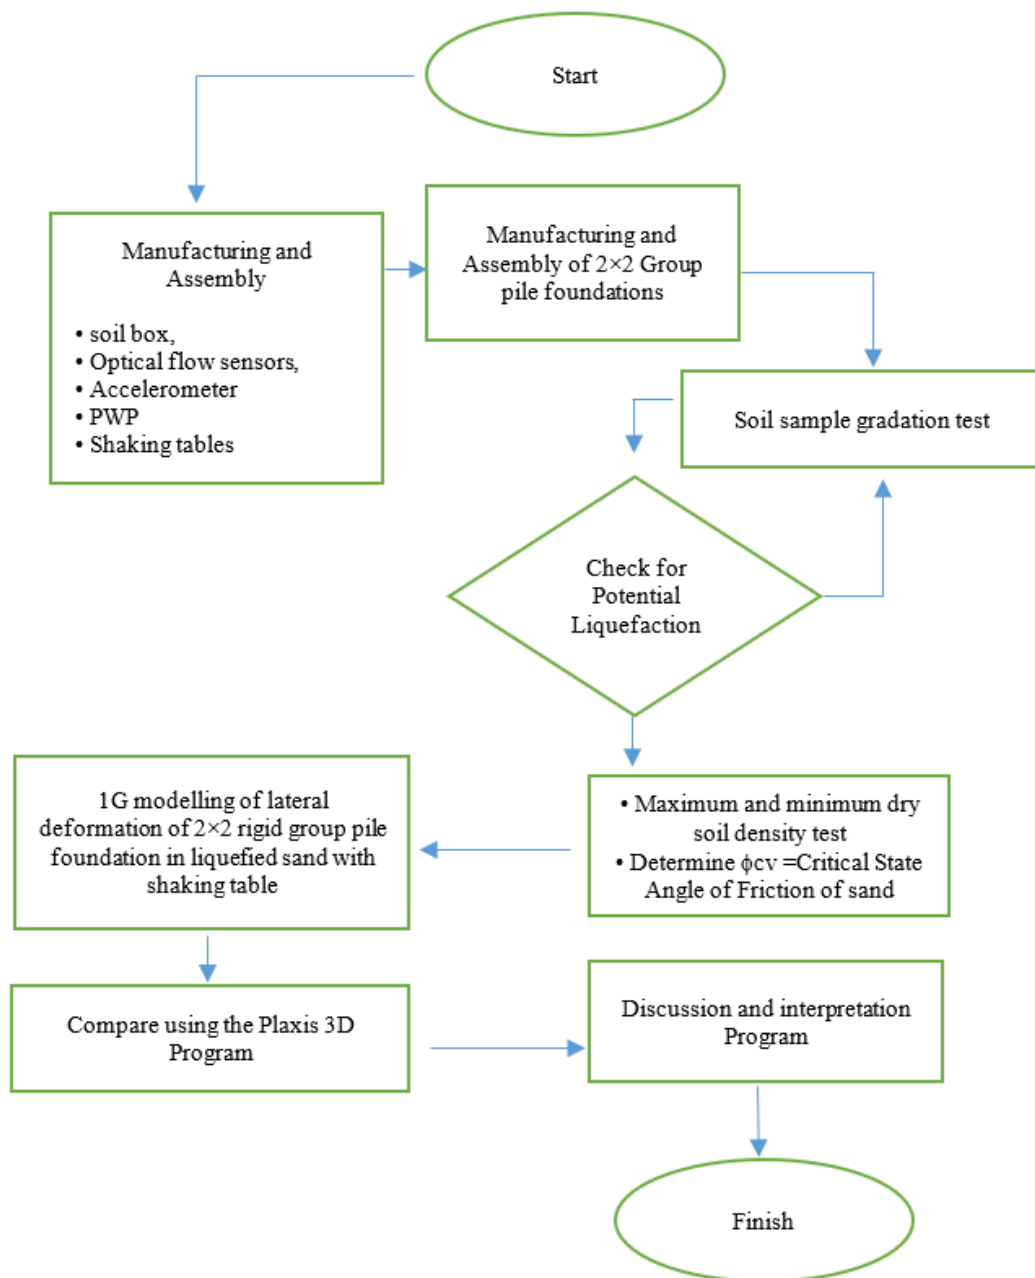 Start
Manufacturing and
Assembly
• soil box,
• Optical flow sensors,
• Accelerometer
• PWP
• Shaking tables
Manufacturing and
Assembly of 2×2 Group
pile foundations
Soil sample gradation test
Check for
Potential
Liquefaction
• Maximum and minimum dry
soil density test
• Determine ϕcv =Critical State
Angle of Friction of sand
1G modelling of lateral
deformation of 2×2 rigid group pile
foundation in liquefied sand with
shaking table
Compare using the Plaxis 3D
Program
Discussion and interpretation
Program
Finish